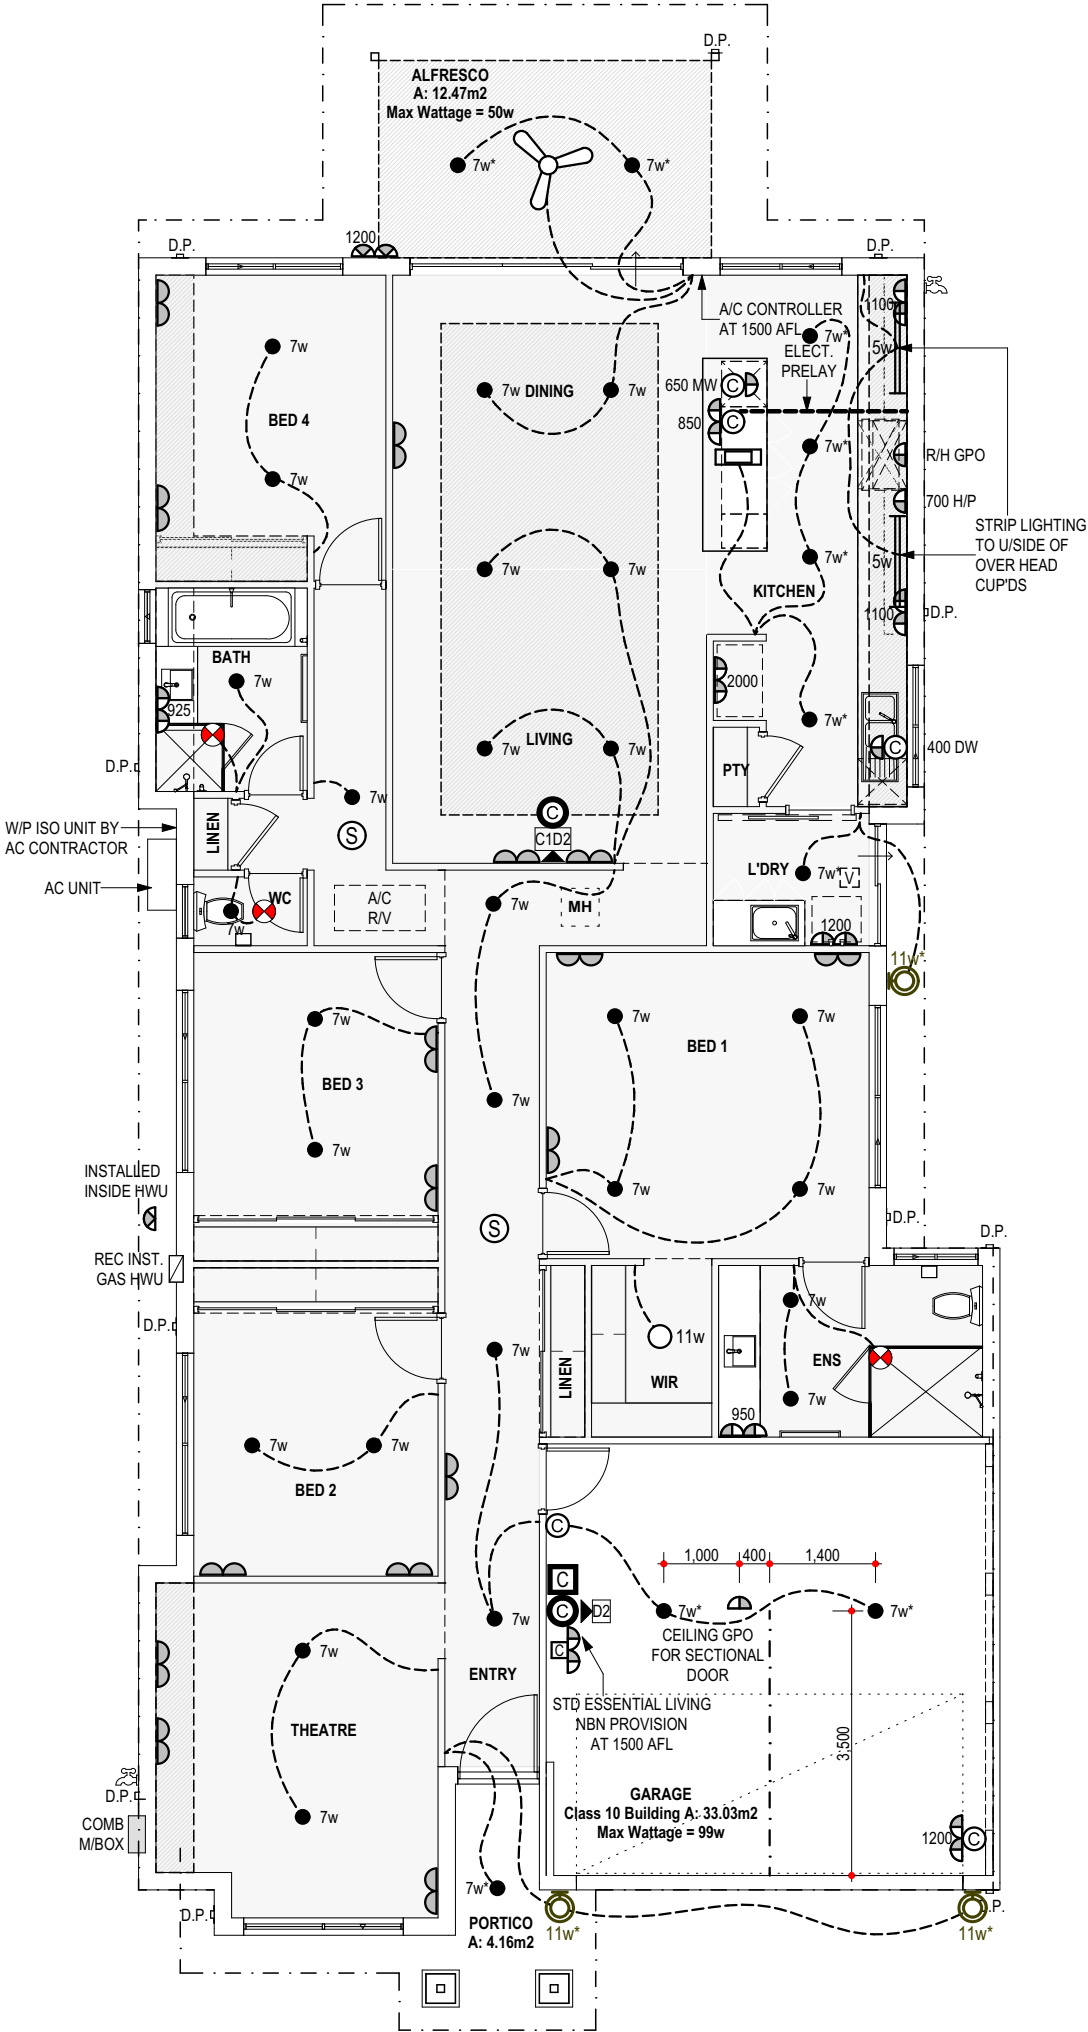 D.P.
ALFRESCO
A: 12.47m2
Max Wattage = 50w
7w*
7w*
1200
D.P.
D.P.
A/C CONTROLLER
AT 1500 AFL
1100
7w*
5w
ELECT.
PRELAY
7w
650 MW
C
7w
DINING
7w
BED 4
850
C
7w*
R/H GPO
7w
700 H/P
STRIP LIGHTING
TO U/SIDE OF
OVER HEAD
CUP'DS
7w*
5w
7w
7w
KITCHEN
1100
D.P.
BATH
7w
2000
925
7w*
7w
LIVING
7w
C
400 DW
D.P.
PTY
7w
C
W/P ISO UNIT BY
AC CONTRACTOR
LINEN
S
C1D2
AC UNIT
L'DRY
7w*
V
WC
A/C
R/V
7w
MH
7w
1200
11w*
7w
7w
7w
BED 1
BED 3
7w
7w
INSTALLED
INSIDE HWU
7w
7w
S
D.P.
D.P.
REC INST.
GAS HWU
7w
D.P.
11w
7w
ENS
LINEN
WIR
7w
950
7w
7w
BED 2
C
1,000
400
1,400
C
C
D2
7w*
7w*
7w
CEILING GPO
FOR SECTIONAL
DOOR
C
7w
ENTRY
STD ESSENTIAL LIVING
NBN PROVISION
AT 1500 AFL
THEATRE
3,500
D.P.
GARAGE
Class 10 Building A: 33.03m2
Max Wattage = 99w
COMB
M/BOX
7w
1200
C
7w*
D.P.
D.P.
PORTICO
A: 4.16m2
11w*
11w*